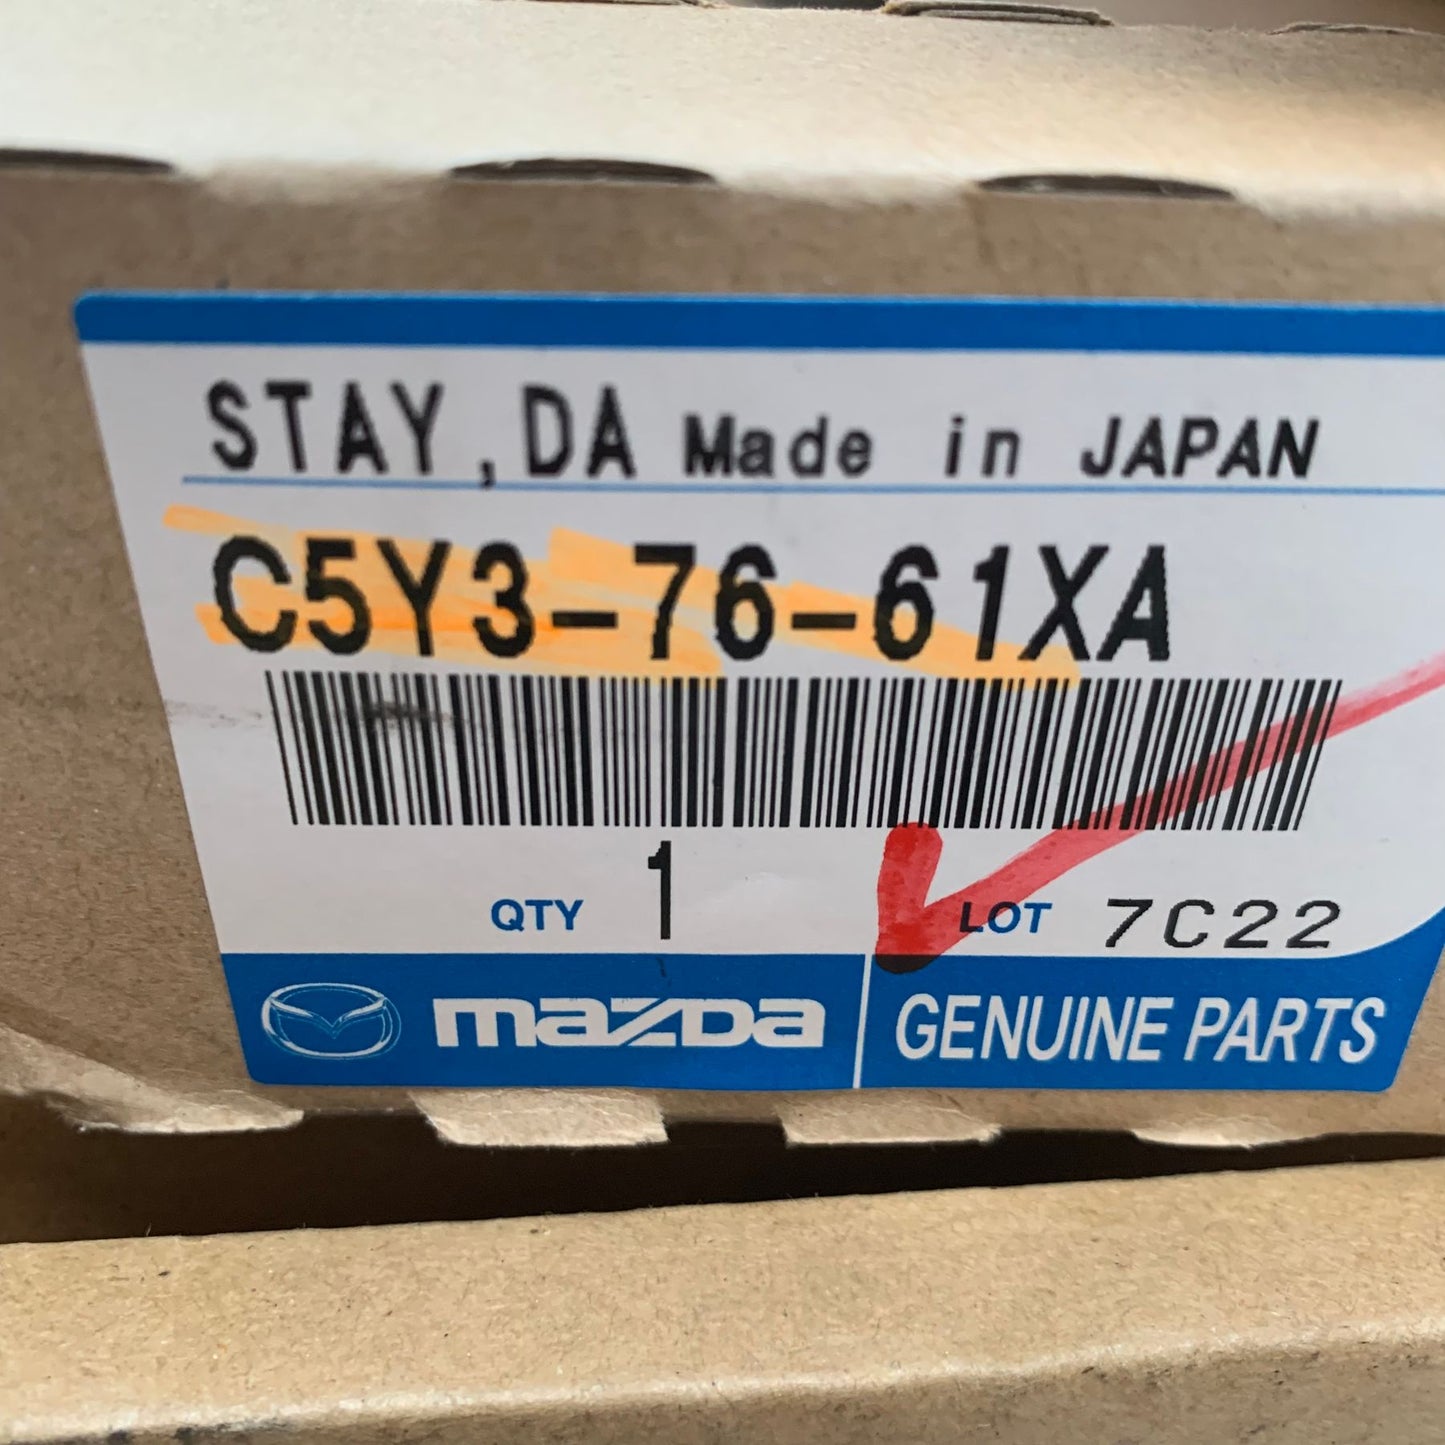 STAY,DA Made in JAPAN
C5Y3-76-61XA
QTY 1 LOT 7C22
mazda GENUINE PARTS